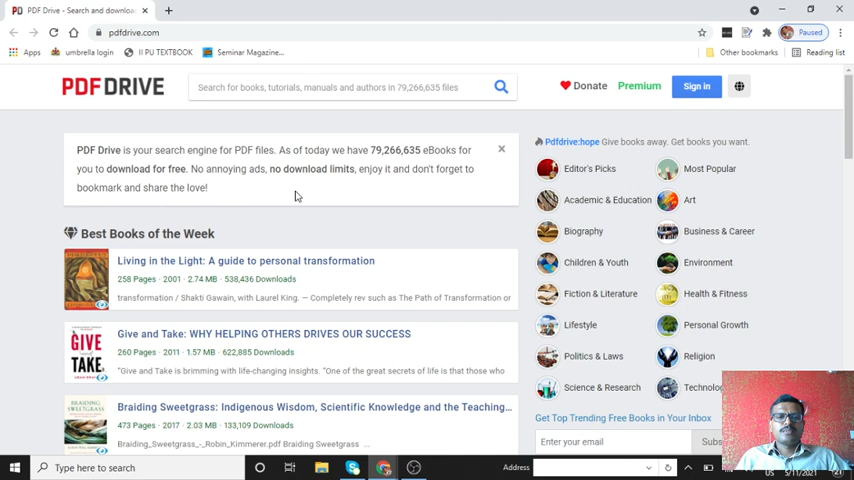 PDF Drive - Search and downloa
pdfdrive.com
Paused
Apps
umbrella login
II PU TEXTBOOK
Seminar Magazine...
Other bookmarks
Reading list
PDFDRIVE
Search for books, tutorials, manuals and authors in 79,266,635 files
Donate
Premium
Sign in
PDF Drive is your search engine for PDF files. As of today we have 79,266,635 eBooks for
you to download for free. No annoying ads, no download limits, enjoy it and don't forget to
bookmark and share the love!
Best Books of the Week
Living in the Light: A guide to personal transformation
258 Pages · 2001 · 2.74 MB · 538,436 Downloads
transformation / Shakti Gawain, with Laurel King. — Completely rev such as The Path of Transformation or
GIVE
and
TAKE
Give and Take: WHY HELPING OTHERS DRIVES OUR SUCCESS
260 Pages · 2011 · 1.57 MB · 622,885 Downloads
"Give and Take is brimming with life-changing insights. "One of the great secrets of life is that those who
BRAIDING
SWEETGRASS
Braiding Sweetgrass: Indigenous Wisdom, Scientific Knowledge and the Teaching...
473 Pages · 2017 · 2.03 MB · 133,109 Downloads
Braiding_Sweetgrass_-_Robin_Kimmerer.pdf Braiding Sweetgrass ...
Pdfdrive:hope Give books away. Get books you want.
Editor's Picks
Most Popular
Academic & Education
Art
Biography
Business & Career
Children & Youth
Environment
Fiction & Literature
Health & Fitness
Lifestyle
Personal Growth
Politics & Laws
Religion
Science & Research
Technolog
Get Top Trending Free Books in Your Inbox
Enter your email
Subs
Type here to search
Address
US
5/11/2021